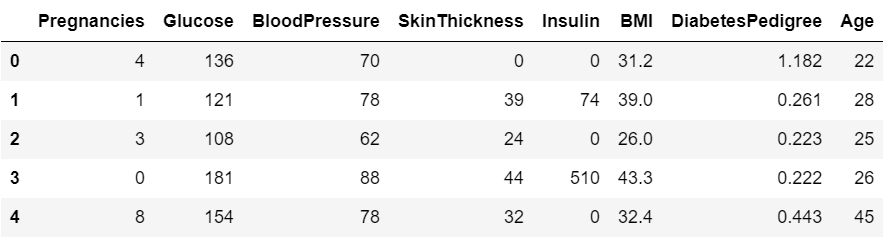 Pregnancies Glucose BloodPressure SkinThickness Insulin BMI DiabetesPedigree Age
0 4 136 70 0 0 31.2 1.182 22
1 1 121 78 39 74 39.0 0.261 28
2 3 108 62 24 0 26.0 0.223 25
3 0 181 88 44 510 43.3 0.222 26
4 8 154 78 32 0 32.4 0.443 45